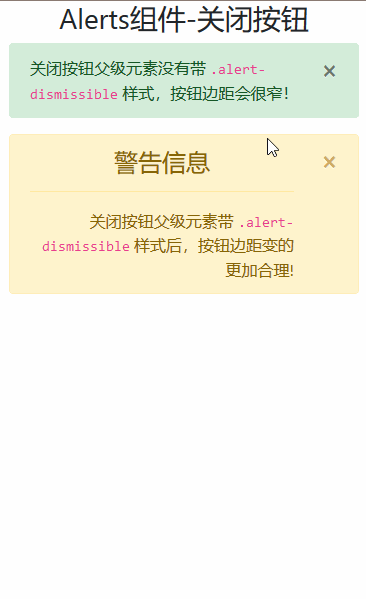 Alerts组件-关闭按钮
关闭按钮父级元素没有带 .alert-
dismissible 样式，按钮边距会很窄！
×
警告信息
×
关闭按钮父级元素带 .alert-
dismissible 样式后，按钮边距变的
更加合理!